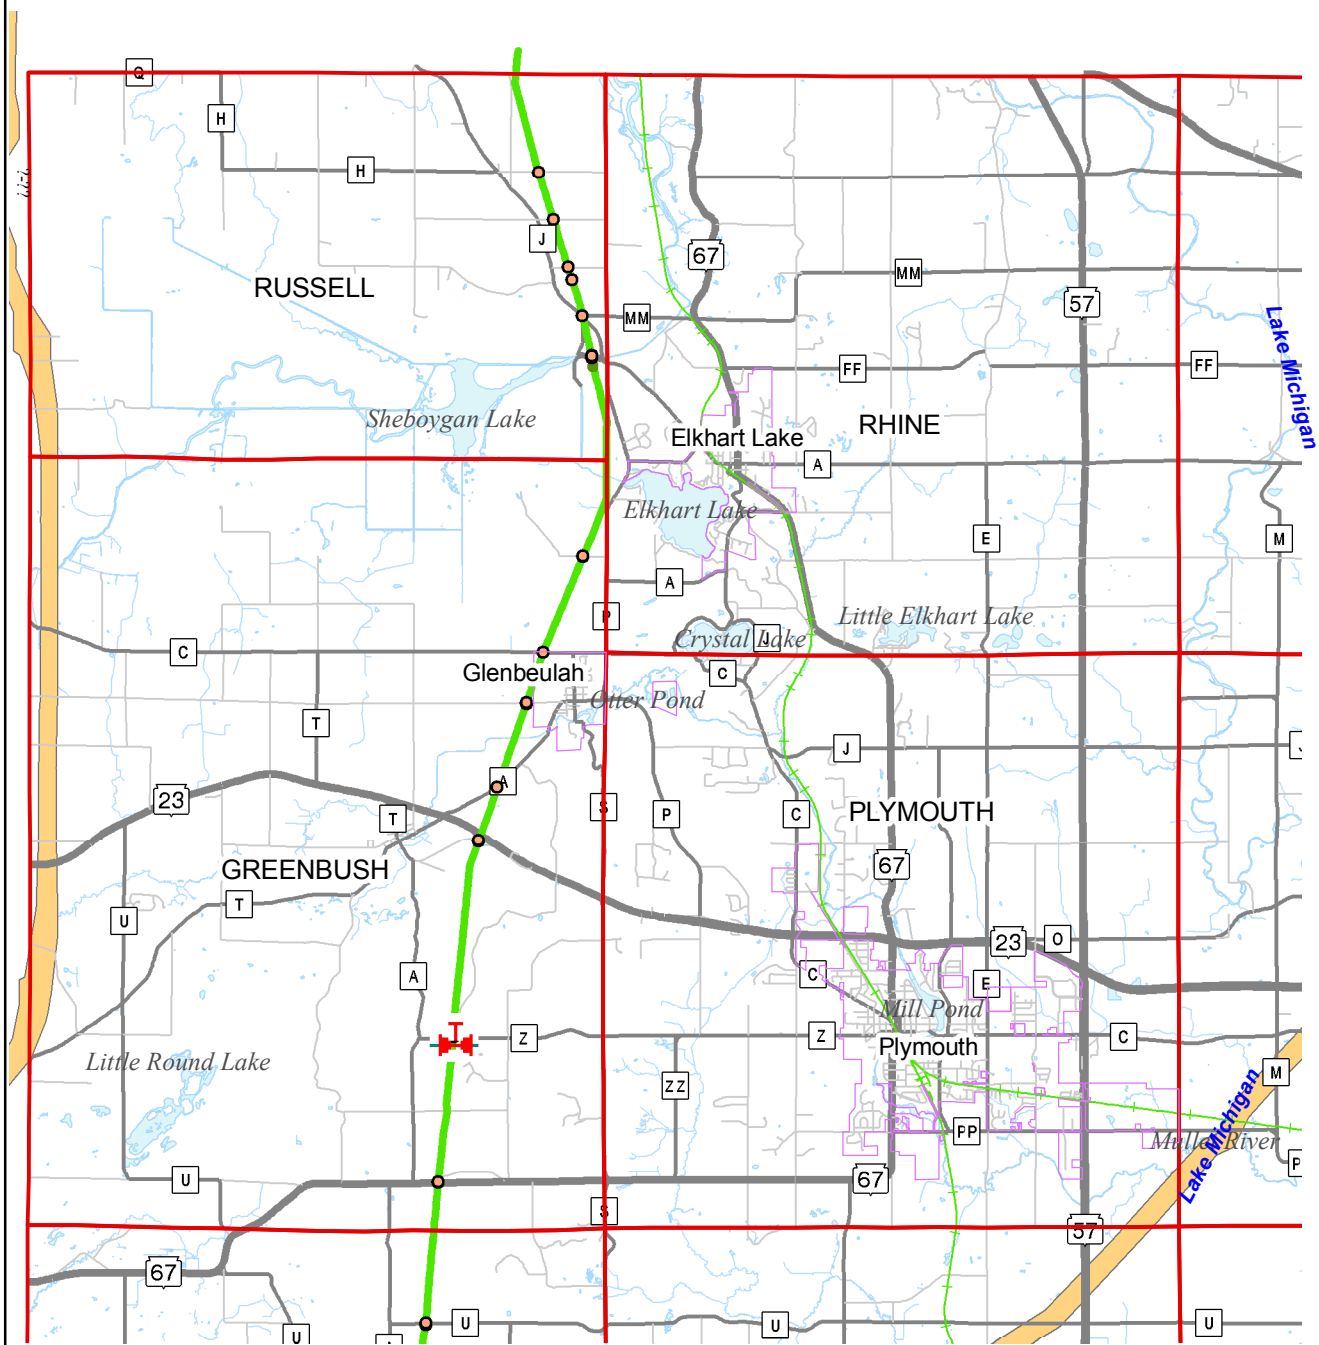 Q
H
H
J
67
MM
57
RUSSELL
MM
Lake Michigan
FF
FF
Sheboygan Lake
RHINE
Elkhart Lake
A
Elkhart Lake
E
M
A
P
Little Elkhart Lake
Crystal Lake
J
C
Glenbeulah
C
Otter Pond
T
J
A
23
S
P
C
PLYMOUTH
T
67
GREENBUSH
T
U
23
O
A
C
E
Mill Pond
Z
Z
C
Plymouth
Little Round Lake
M
ZZ
Lake Michigan
PP
Mullet River
P
U
67
S
57
67
U
U
U
U